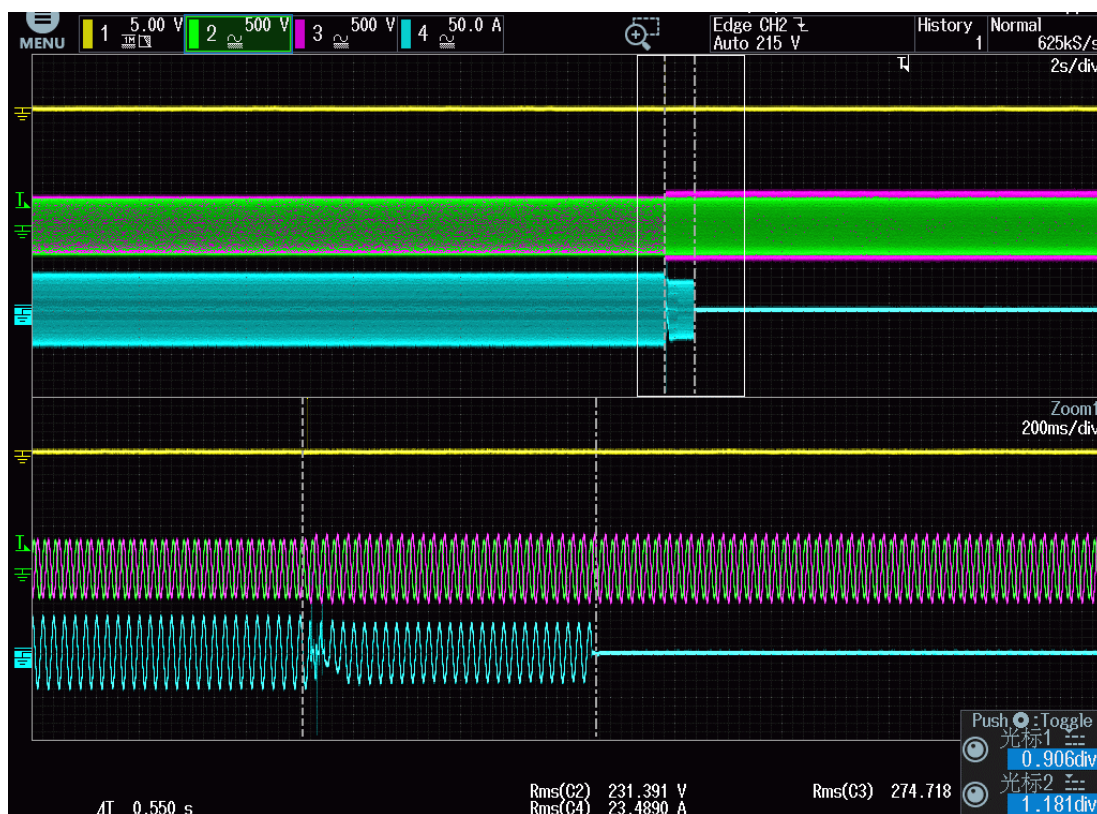 MENU
1 5.00 V
1M
2 500 V
3 500 V
4 50.0 A
Edge CH2
Auto 215 V
History
1
Normal
625kS/s
2s/div
T
T
Zoom1
200ms/div
T
Push :Toggle
光标1
0.906div
光标2
1.181div
Rms(C2) 231.391 V
Rms(C3) 274.718
Rms(C4) 23.4890 A
ΔT 0.550 s